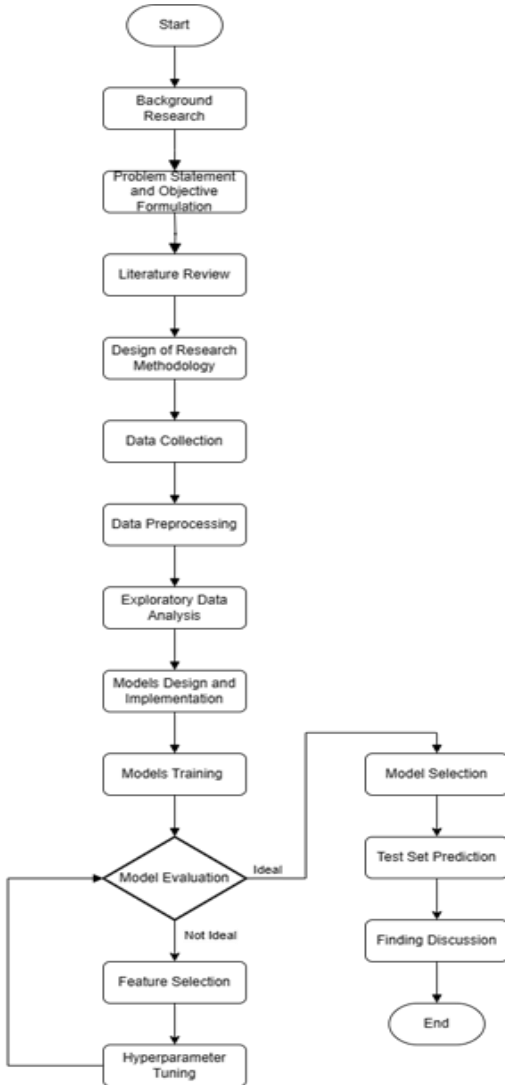 Start
Background
Research
Problem Statement
and Objective
Formulation
Literature Review
Design of Research
Methodology
Data Collection
Data Preprocessing
Exploratory Data
Analysis
Models Design and
Implementation
Models Training
Model Evaluation
Ideal
Not Ideal
Feature Selection
Hyperparameter
Tuning
Model Selection
Test Set Prediction
Finding Discussion
End